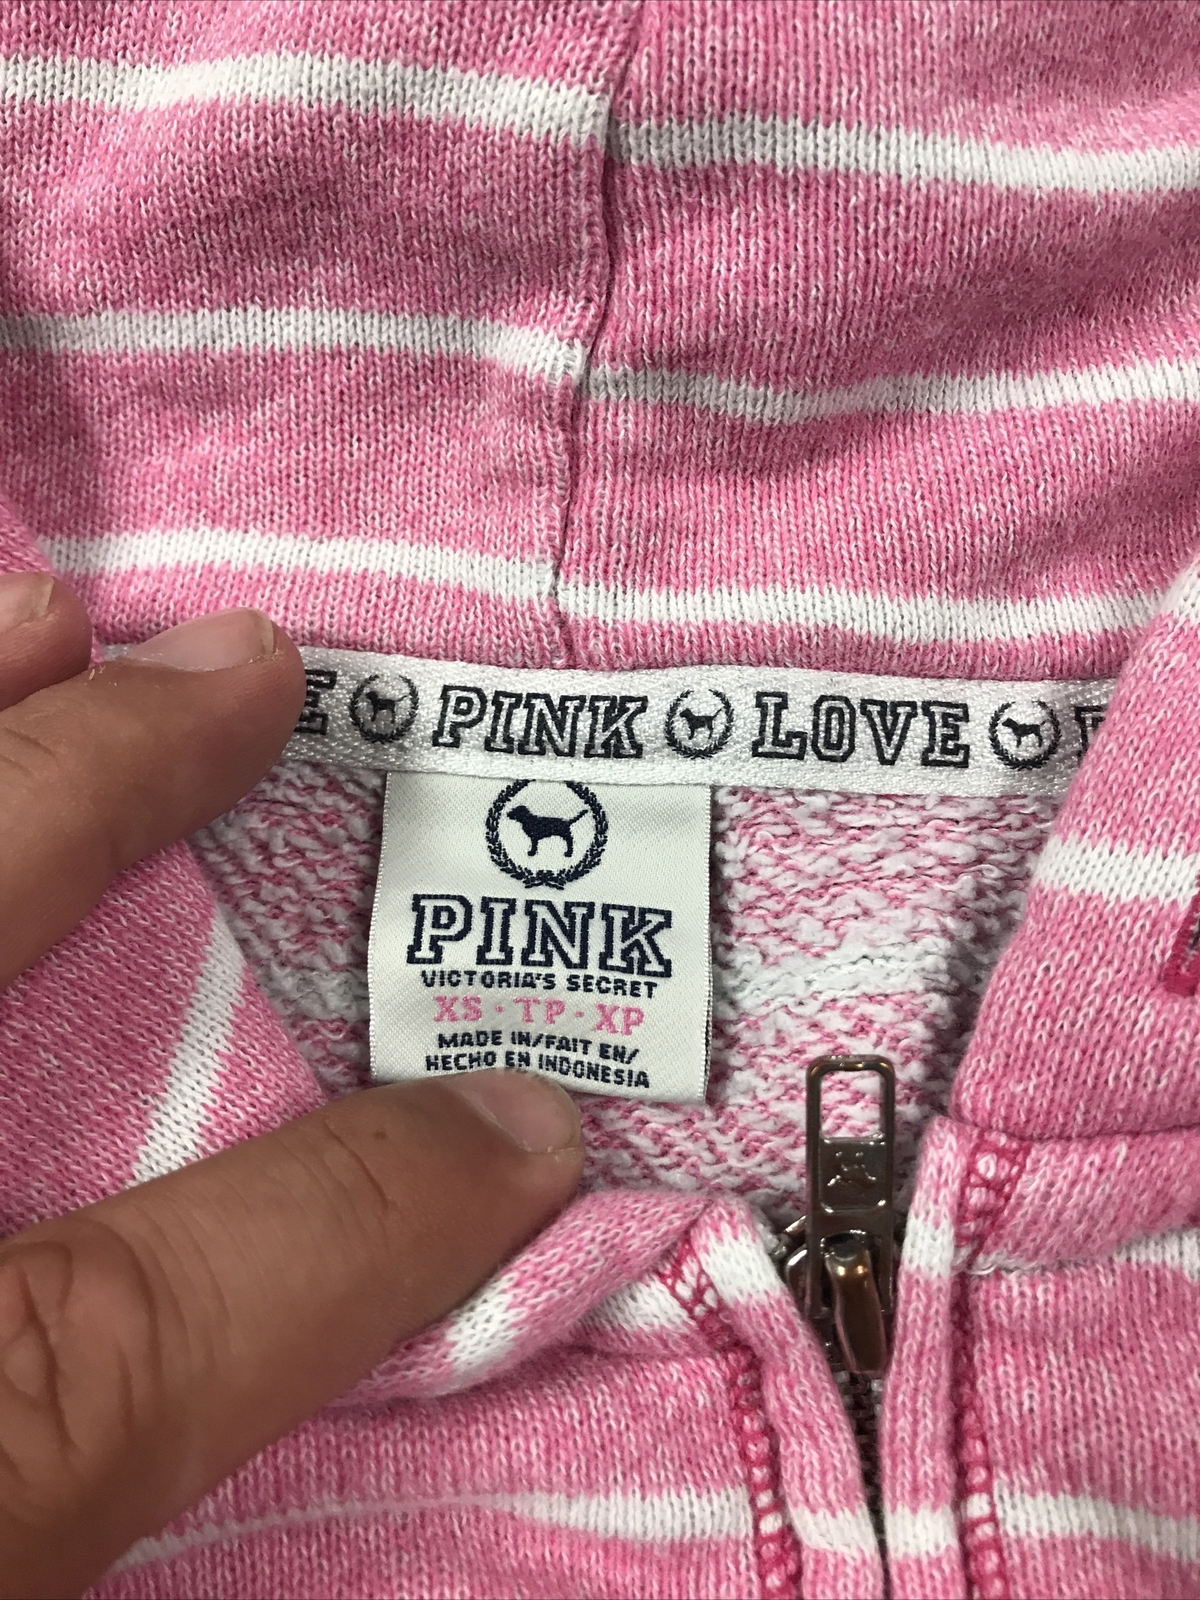 E PINK LOVE
PINK
VICTORIA'S SECRET
XS · TP · XP
MADE IN/FAIT EN/
HECHO EN INDONESIA